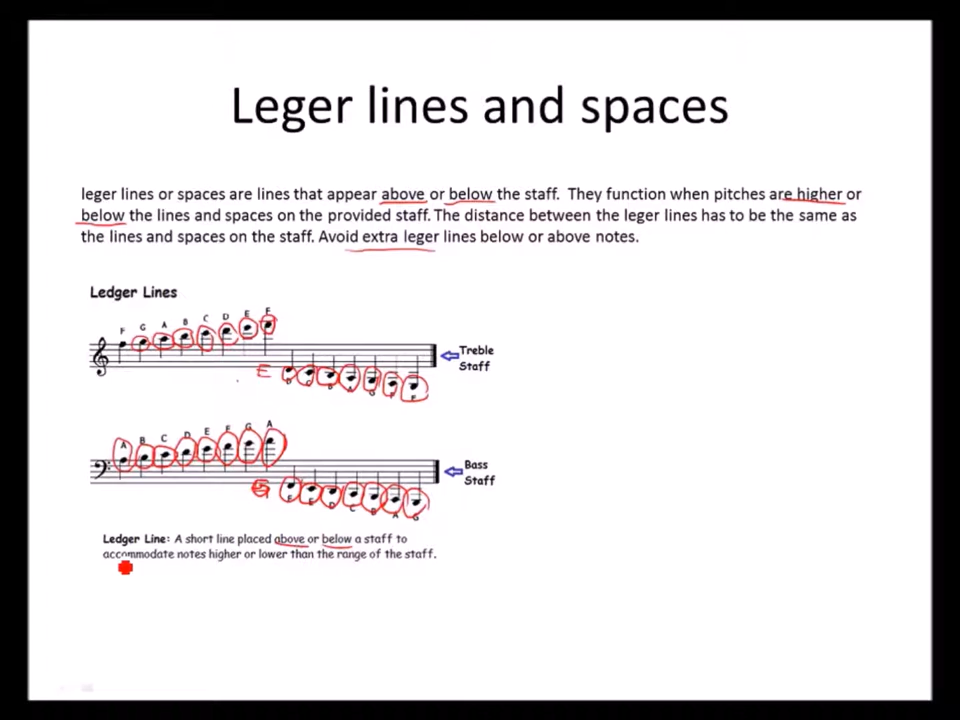 Leger lines and spaces
leger lines or spaces are lines that appear above or below the staff. They function when pitches are higher or
below the lines and spaces on the provided staff. The distance between the leger lines has to be the same as
the lines and spaces on the staff. Avoid extra leger lines below or above notes.
Ledger Lines
F G A B C D E F
Treble
Staff
E D C B A G F E
A B C D E F G A
Bass
Staff
G F E D C B A G
Ledger Line: A short line placed above or below a staff to
accommodate notes higher or lower than the range of the staff.